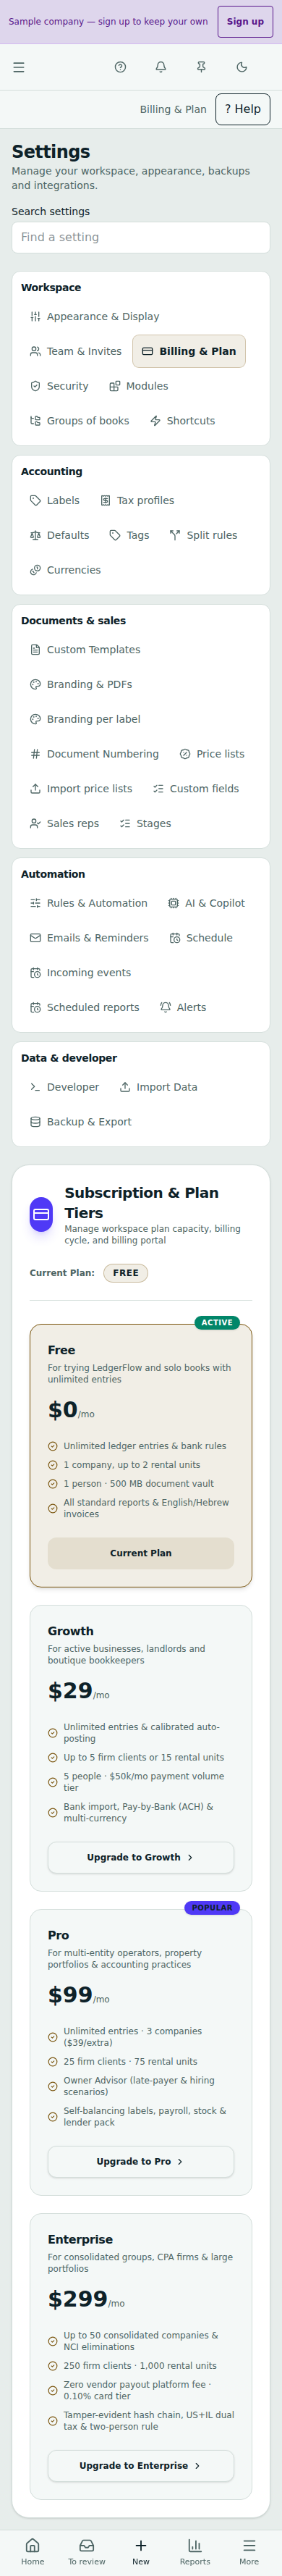 Sample company — sign up to keep your own
Sign up
Billing & Plan
? Help
Settings
Manage your workspace, appearance, backups
and integrations.
Search settings
Find a setting
Workspace
Appearance & Display
Team & Invites
Billing & Plan
Security
Modules
Groups of books
Shortcuts
Accounting
Labels
Tax profiles
Defaults
Tags
Split rules
Currencies
Documents & sales
Custom Templates
Branding & PDFs
Branding per label
Document Numbering
Price lists
Import price lists
Custom fields
Sales reps
Stages
Automation
Rules & Automation
AI & Copilot
Emails & Reminders
Schedule
Incoming events
Scheduled reports
Alerts
Data & developer
Developer
Import Data
Backup & Export
Subscription & Plan
Tiers
Manage workspace plan capacity, billing
cycle, and billing portal
Current Plan:
FREE
ACTIVE
Free
For trying LedgerFlow and solo books with
unlimited entries
$0/mo
Unlimited ledger entries & bank rules
1 company, up to 2 rental units
1 person · 500 MB document vault
All standard reports & English/Hebrew
invoices
Current Plan
Growth
For active businesses, landlords and
boutique bookkeepers
$29/mo
Unlimited entries & calibrated auto-
posting
Up to 5 firm clients or 15 rental units
5 people · $50k/mo payment volume
tier
Bank import, Pay-by-Bank (ACH) &
multi-currency
Upgrade to Growth
POPULAR
Pro
For multi-entity operators, property
portfolios & accounting practices
$99/mo
Unlimited entries · 3 companies
($39/extra)
25 firm clients · 75 rental units
Owner Advisor (late-payer & hiring
scenarios)
Self-balancing labels, payroll, stock &
lender pack
Upgrade to Pro
Enterprise
For consolidated groups, CPA firms & large
portfolios
$299/mo
Up to 50 consolidated companies &
NCI eliminations
250 firm clients · 1,000 rental units
Zero vendor payout platform fee ·
0.10% card tier
Tamper-evident hash chain, US+IL dual
tax & two-person rule
Upgrade to Enterprise
Home
To review
New
Reports
More